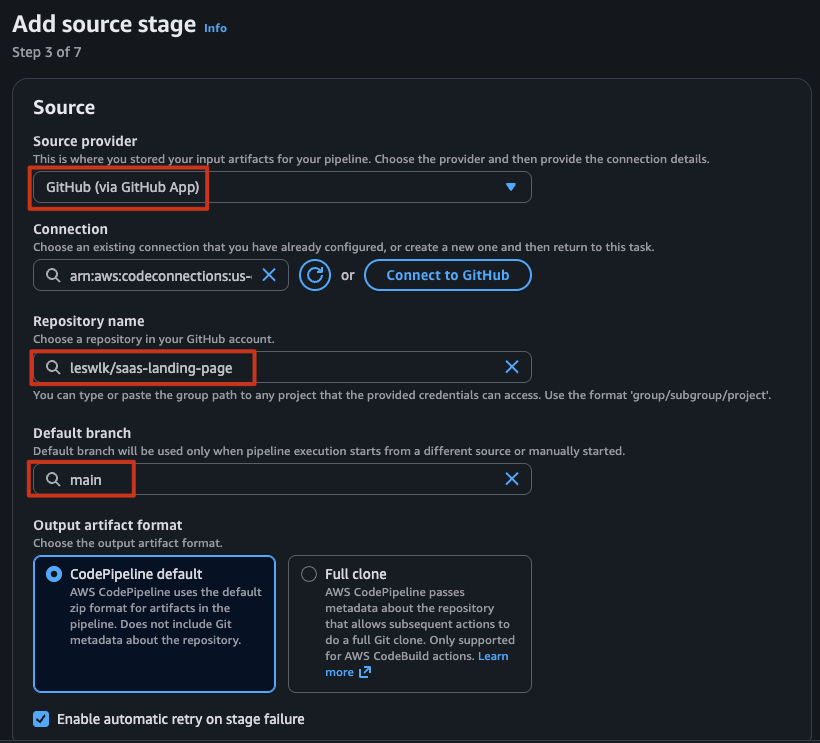 Add source stage Info
Step 3 of 7
Source
Source provider
This is where you stored your input artifacts for your pipeline. Choose the provider and then provide the connection details.
GitHub (via GitHub App)
Connection
Choose an existing connection that you have already configured, or create a new one and then return to this task.
arn:aws:codeconnections:us- or Connect to GitHub
Repository name
Choose a repository in your GitHub account.
leswlk/saas-landing-page
You can type or paste the group path to any project that the provided credentials can access. Use the format 'group/subgroup/project'.
Default branch
Default branch will be used only when pipeline execution starts from a different source or manually started.
main
Output artifact format
Choose the output artifact format.
CodePipeline default
AWS CodePipeline uses the default
zip format for artifacts in the
pipeline. Does not include Git
metadata about the repository.
Full clone
AWS CodePipeline passes
metadata about the repository
that allows subsequent actions to
do a full Git clone. Only supported
for AWS CodeBuild actions. Learn
more
Enable automatic retry on stage failure